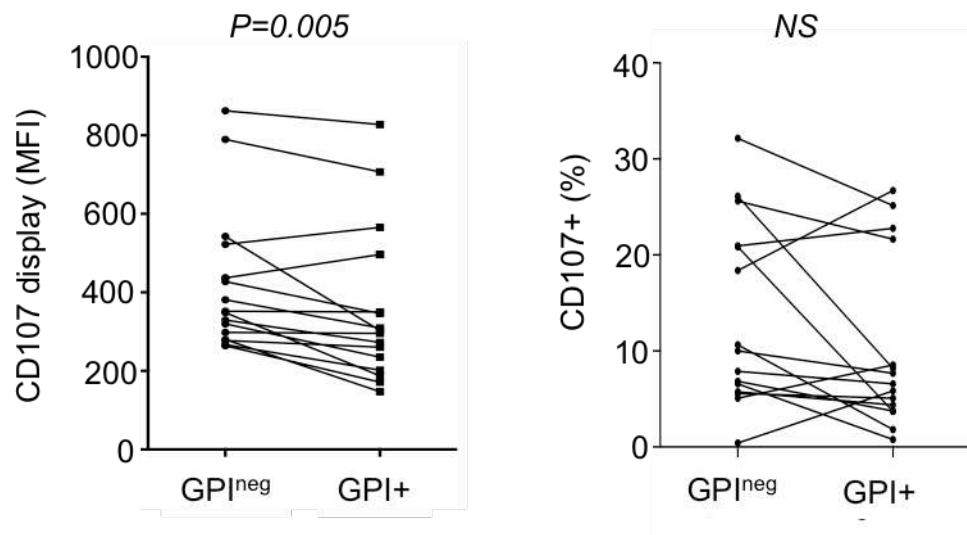 P=0.005
CD107 display (MFI)
1000
800
600
400
200
0
GPIneg GPI+
NS
CD107+ (%)
40
30
20
10
0
GPIneg GPI+